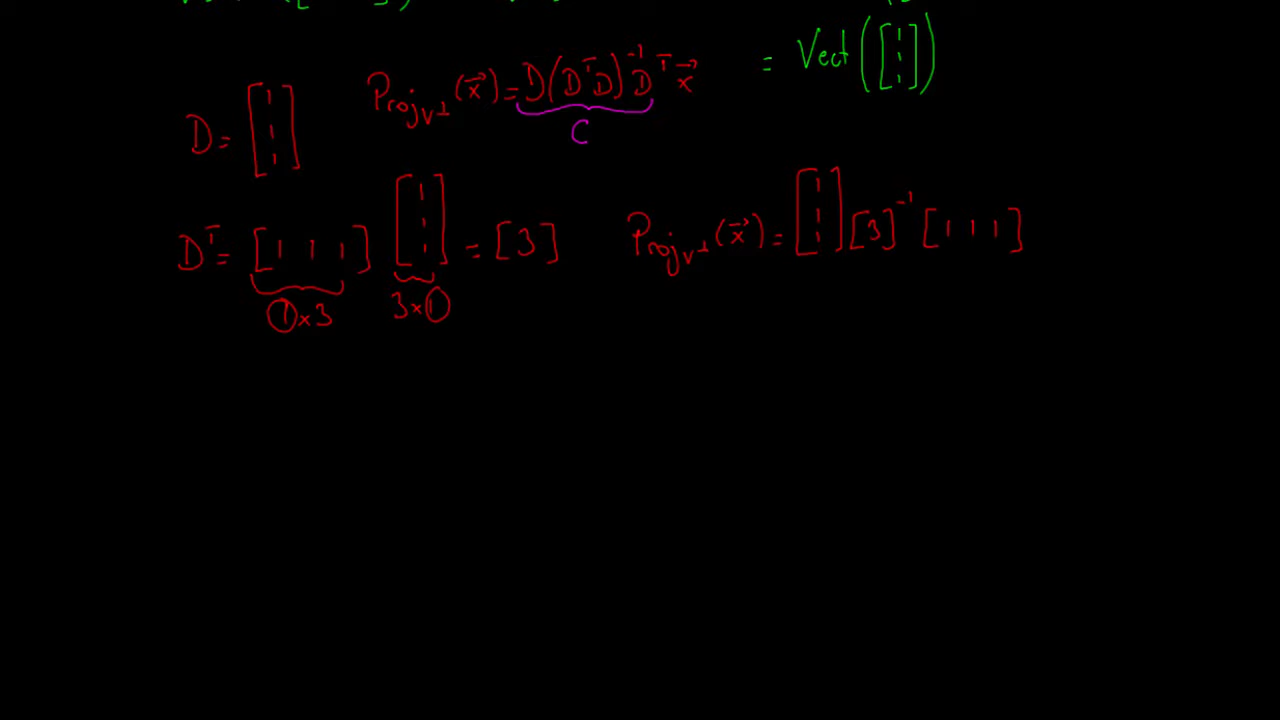 Proj_V⊥(x⃗) = D(DᵀD)⁻¹Dᵀx⃗
C
= Vect([1 1 1])
D = [1 1 1]
Dᵀ = [1 1 1] [1 1 1] = [3]
1×3 3×1
Proj_V⊥(x⃗) = [1 1 1] [3]⁻¹ [1 1 1]